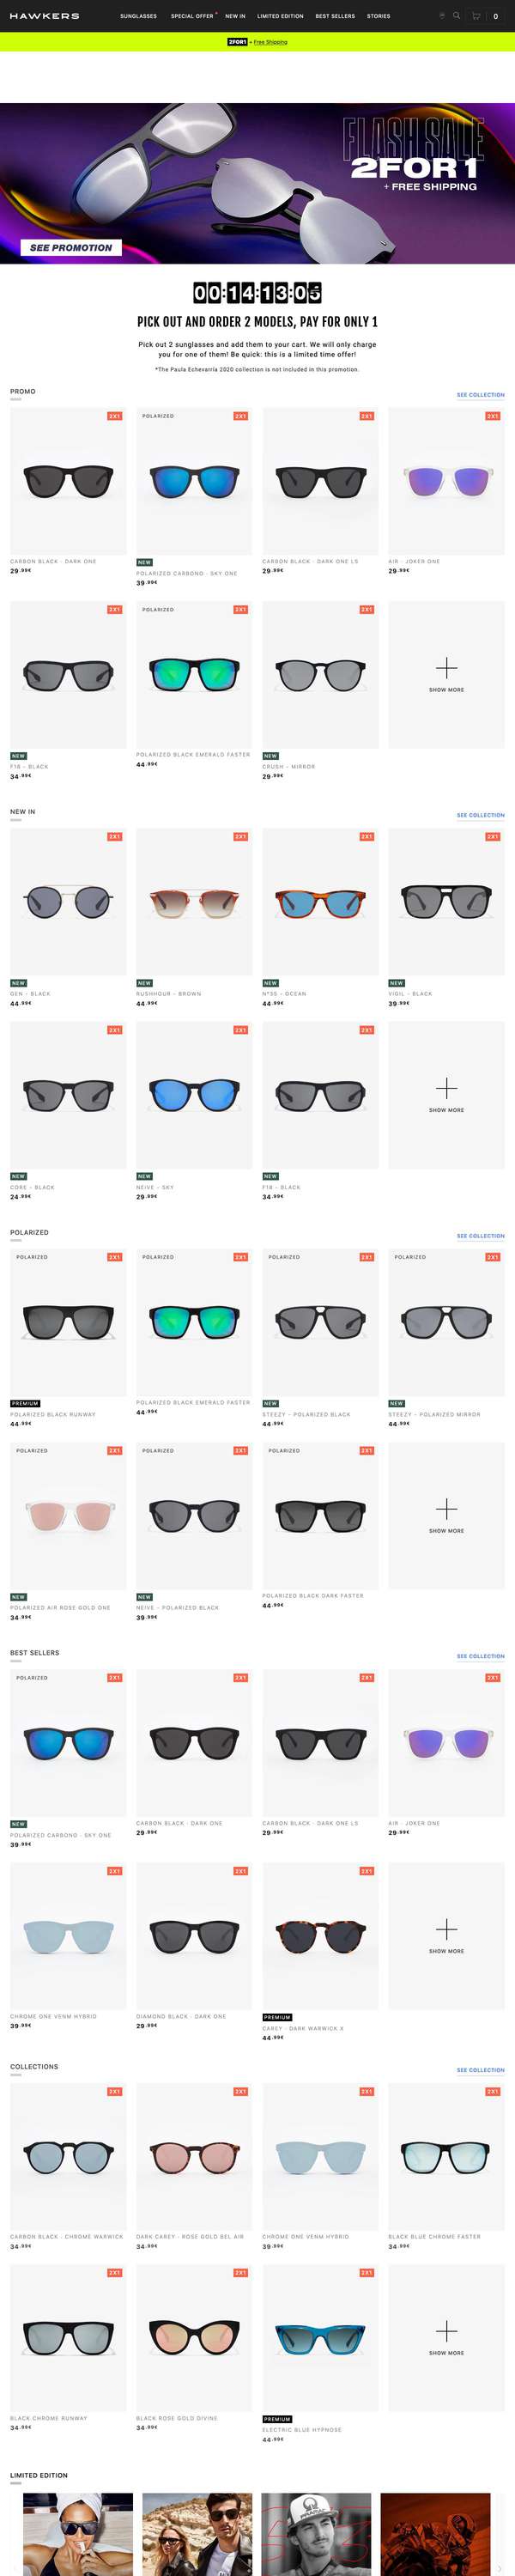 HAWKERS
SUNGLASSES SPECIAL OFFER NEW IN LIMITED EDITION BEST SELLERS STORIES
0
2FOR1 + Free Shipping
FLASH SALE
2FOR1
+ FREE SHIPPING
SEE PROMOTION
00:14:13:05
PICK OUT AND ORDER 2 MODELS, PAY FOR ONLY 1
Pick out 2 sunglasses and add them to your cart. We will only charge
you for one of them! Be quick: this is a limited time offer!
*The Paula Echevarría 2020 collection is not included in this promotion.
PROMO
SEE COLLECTION
2X1 POLARIZED 2X1 2X1 2X1
CARBON BLACK · DARK ONE
29.99€
NEW
POLARIZED CARBONO · SKY ONE
39.99€
CARBON BLACK · DARK ONE LS
29.99€
AIR · JOKER ONE
29.99€
2X1 POLARIZED 2X1 2X1
NEW
F18 - BLACK
34.99€
POLARIZED BLACK EMERALD FASTER
44.99€
NEW
CRUSH - MIRROR
29.99€
SHOW MORE
NEW IN
SEE COLLECTION
2X1 2X1 2X1 2X1
NEW
GEN - BLACK
44.99€
NEW
RUSHHOUR - BROWN
44.99€
NEW
Nº35 - OCEAN
44.99€
NEW
VIGIL - BLACK
39.99€
2X1 2X1 2X1
NEW
CORE - BLACK
24.99€
NEW
NEIVE - SKY
29.99€
NEW
F18 - BLACK
34.99€
SHOW MORE
POLARIZED
SEE COLLECTION
POLARIZED 2X1 POLARIZED 2X1 POLARIZED 2X1 POLARIZED 2X1
PREMIUM
POLARIZED BLACK RUNWAY
44.99€
POLARIZED BLACK EMERALD FASTER
44.99€
NEW
STEEZY - POLARIZED BLACK
44.99€
NEW
STEEZY - POLARIZED MIRROR
44.99€
POLARIZED 2X1 POLARIZED 2X1 POLARIZED 2X1
NEW
POLARIZED AIR ROSE GOLD ONE
34.99€
NEW
NEIVE - POLARIZED BLACK
39.99€
POLARIZED BLACK DARK FASTER
44.99€
SHOW MORE
BEST SELLERS
SEE COLLECTION
POLARIZED 2X1 2X1 2X1 2X1
NEW
POLARIZED CARBONO · SKY ONE
39.99€
CARBON BLACK · DARK ONE
29.99€
CARBON BLACK · DARK ONE LS
29.99€
AIR · JOKER ONE
29.99€
2X1 2X1 2X1
CHROME ONE VENM HYBRID
39.99€
DIAMOND BLACK · DARK ONE
29.99€
PREMIUM
CAREY · DARK WARWICK X
44.99€
SHOW MORE
COLLECTIONS
SEE COLLECTION
2X1 2X1 2X1 2X1
CARBON BLACK · CHROME WARWICK
34.99€
DARK CAREY · ROSE GOLD BEL AIR
34.99€
CHROME ONE VENM HYBRID
39.99€
BLACK BLUE CHROME FASTER
34.99€
2X1 2X1 2X1
BLACK CHROME RUNWAY
34.99€
BLACK ROSE GOLD DIVINE
34.99€
PREMIUM
ELECTRIC BLUE HYPNOSE
44.99€
SHOW MORE
LIMITED EDITION